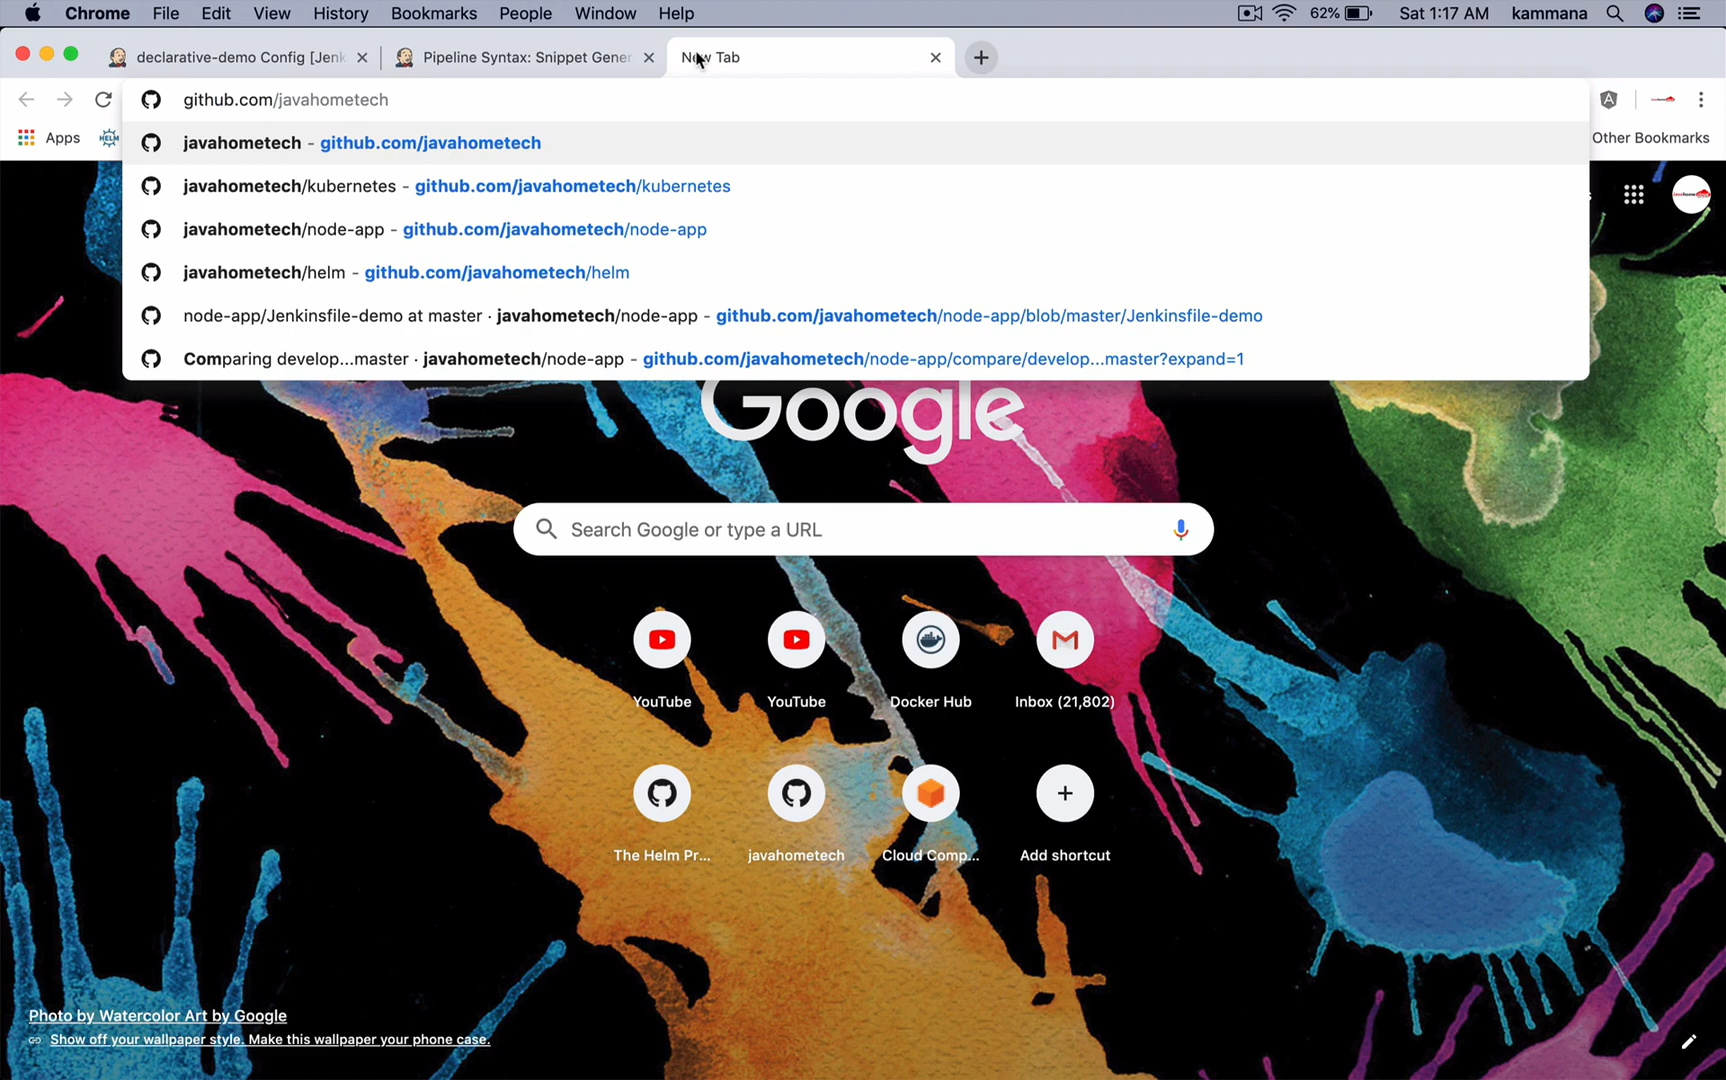 Chrome File Edit View History Bookmarks People Window Help 62% Sat 1:17 AM kammana
declarative-demo Config [Jenk Pipeline Syntax: Snippet Gener New Tab
github.com/javahometech
Apps HELM Other Bookmarks
javahometech - github.com/javahometech
javahometech/kubernetes - github.com/javahometech/kubernetes
javahometech/node-app - github.com/javahometech/node-app
javahometech/helm - github.com/javahometech/helm
node-app/Jenkinsfile-demo at master · javahometech/node-app - github.com/javahometech/node-app/blob/master/Jenkinsfile-demo
Comparing develop...master · javahometech/node-app - github.com/javahometech/node-app/compare/develop...master?expand=1
Google
Search Google or type a URL
YouTube YouTube Docker Hub Inbox (21,802)
The Helm Pr... javahometech Cloud Comp... Add shortcut
Photo by Watercolor Art by Google
Show off your wallpaper style. Make this wallpaper your phone case.